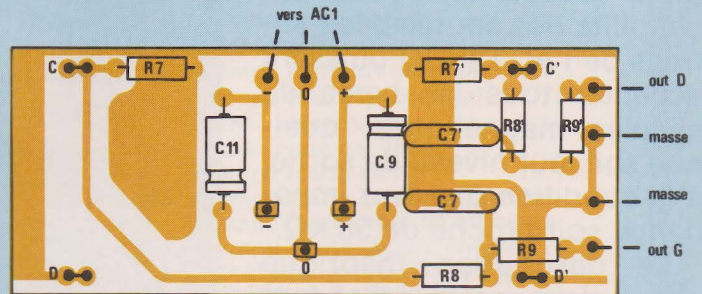 vers AC1
C
R7
-
0
+
R7'
C'
out D
C11
C9
C7'
R8'
R9'
masse
C7
masse
-
0
+
R9
out G
D
R8
D'